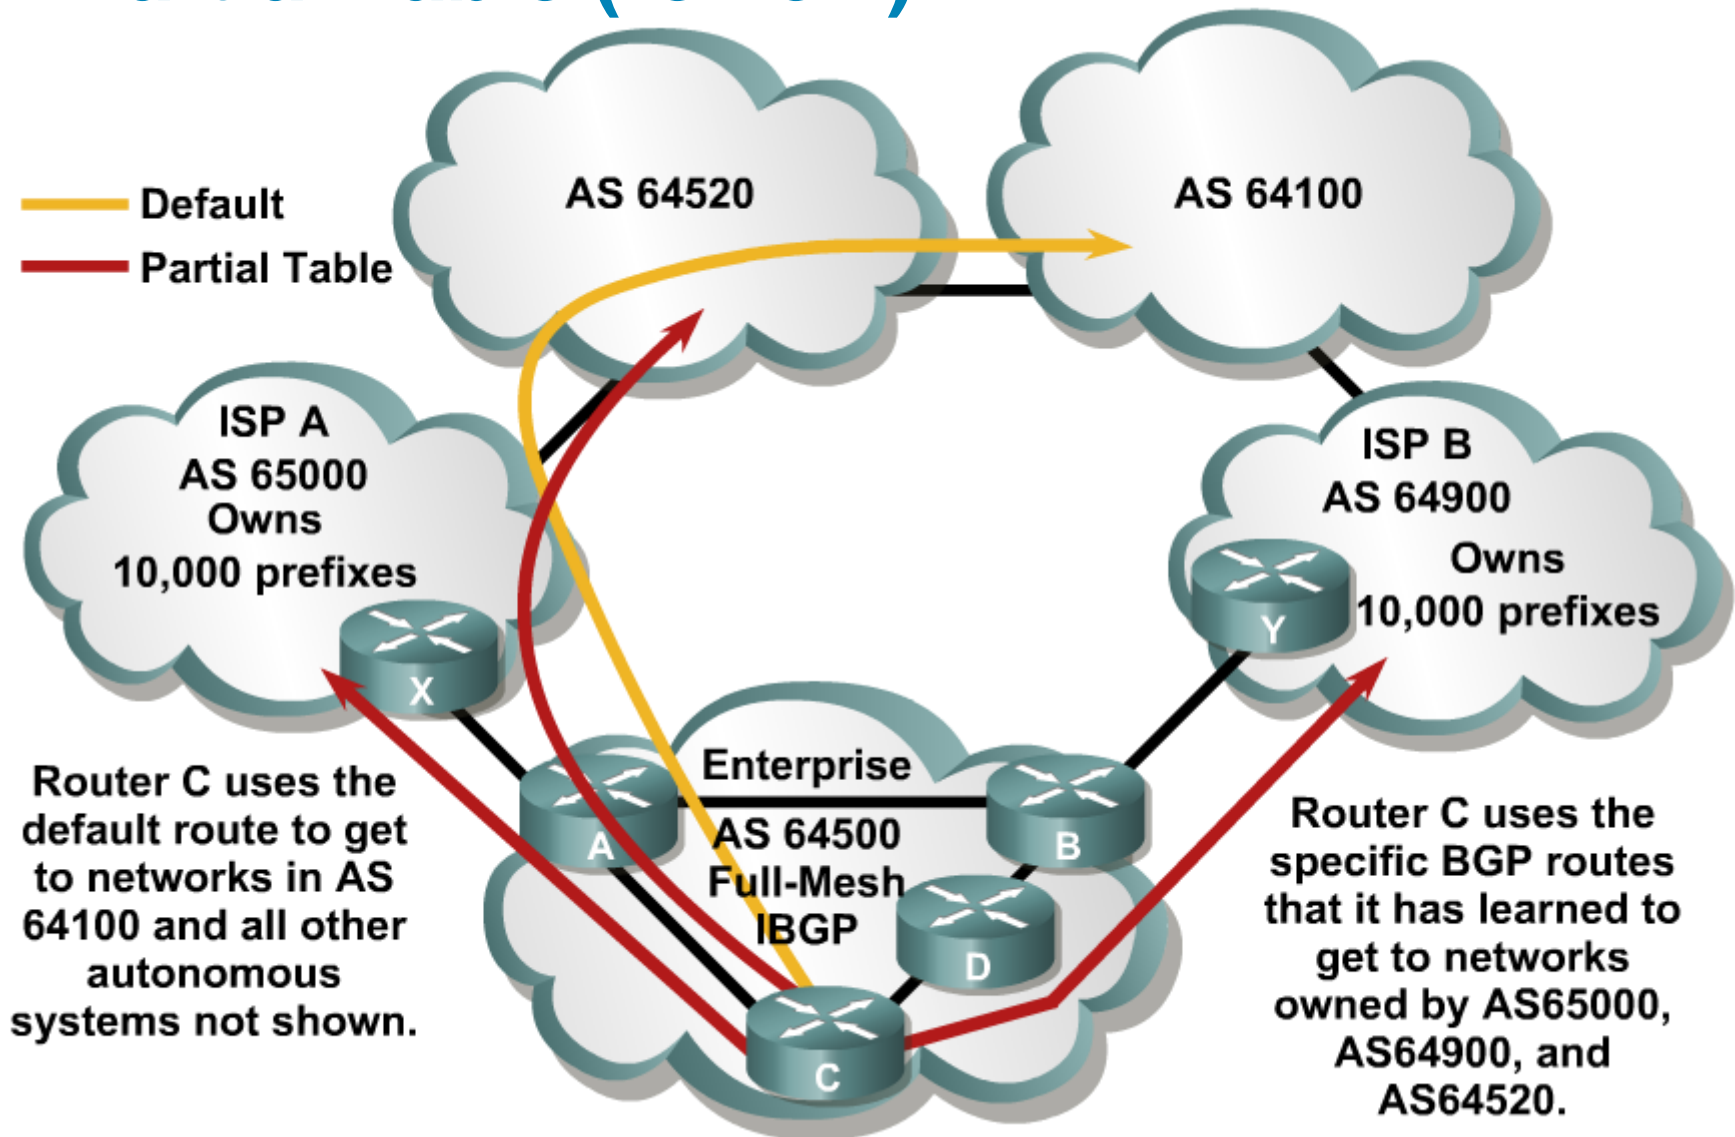 AS 64520
AS 64100
Default
Partial Table
ISP A
AS 65000
Owns
10,000 prefixes
ISP B
AS 64900
Owns
10,000 prefixes
X
Y
Router C uses the
default route to get
to networks in AS
64100 and all other
autonomous
systems not shown.
Enterprise
A
B
AS 64500
Full-Mesh
IBGP
D
C
Router C uses the
specific BGP routes
that it has learned to
get to networks
owned by AS65000,
AS64900, and
AS64520.